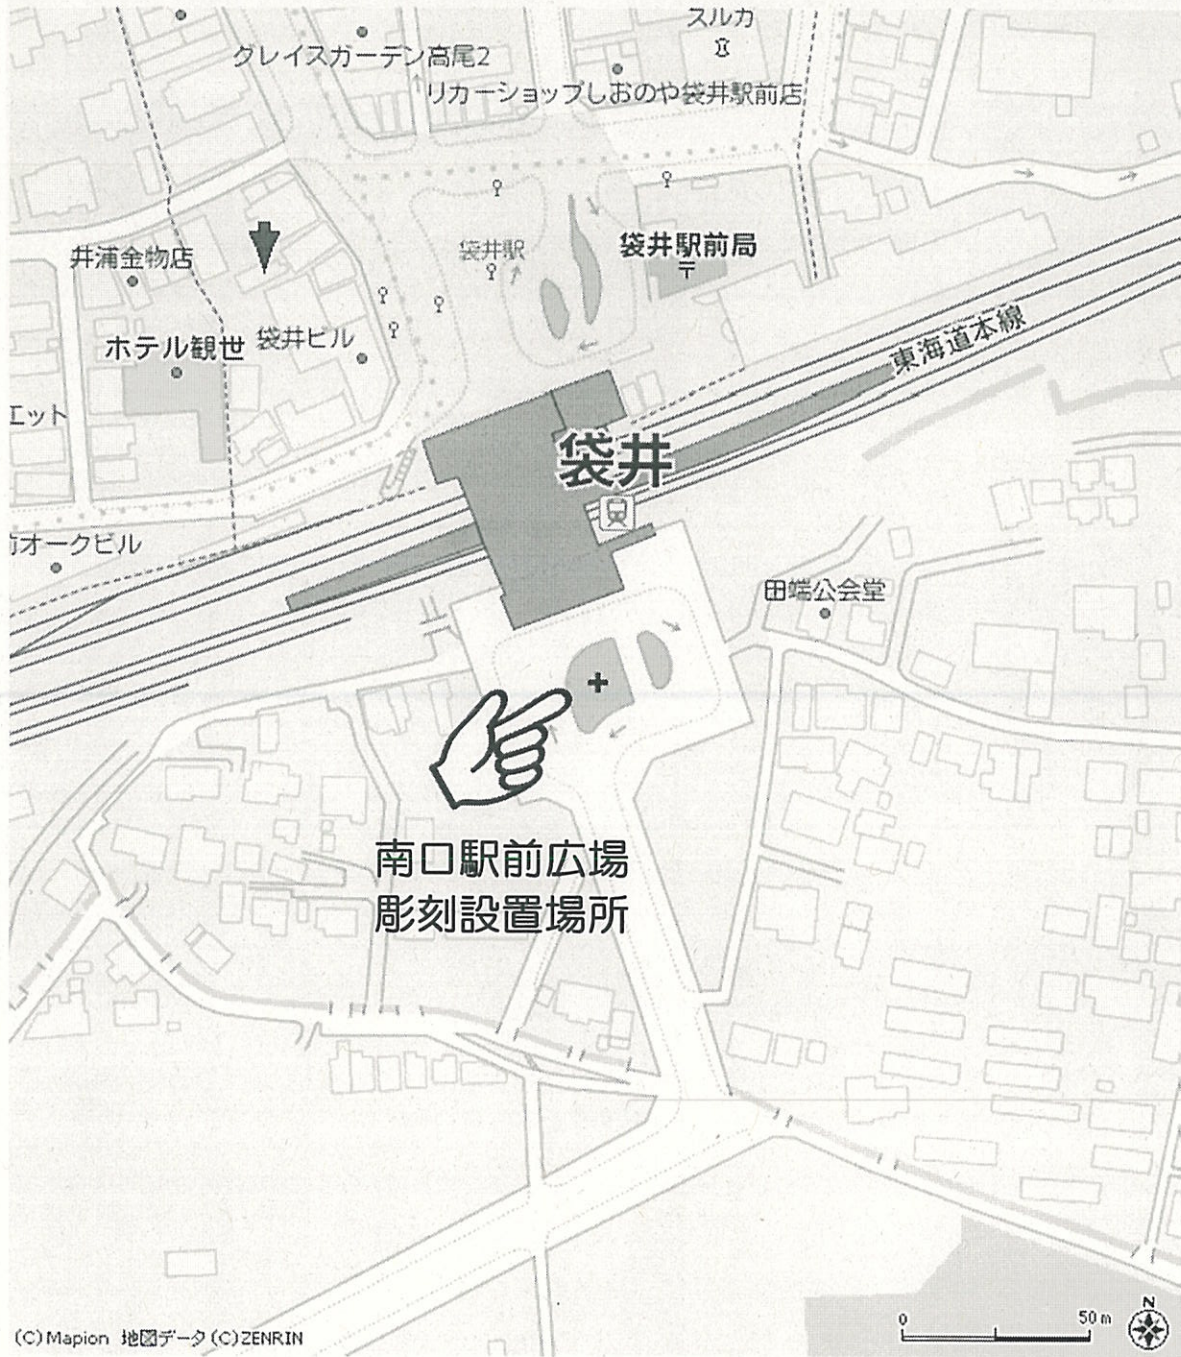 スルカ
グレイスガーデン高尾2
リカーショップしおのや袋井駅前店
袋井駅
袋井駅前局
井浦金物店
ホテル観世
袋井ビル
東海道本線
エット
袋井
オークビル
田端公会堂
南口駅前広場
彫刻設置場所
(C)Mapion 地図データ(C)ZENRIN
0 50m
N